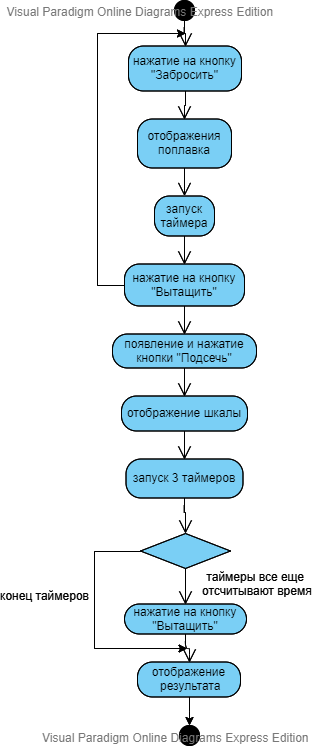 Visual Paradigm Online Diagrams Express Edition
нажатие на кнопку
"Забросить"
отображения
поплавка
запуск
таймера
нажатие на кнопку
"Вытащить"
появление и нажатие
кнопки "Подсечь"
отображение шкалы
запуск 3 таймеров
таймеры все еще
отсчитывают время
конец таймеров
нажатие на кнопку
"Вытащить"
отображение
результата
Visual Paradigm Online Diagrams Express Edition